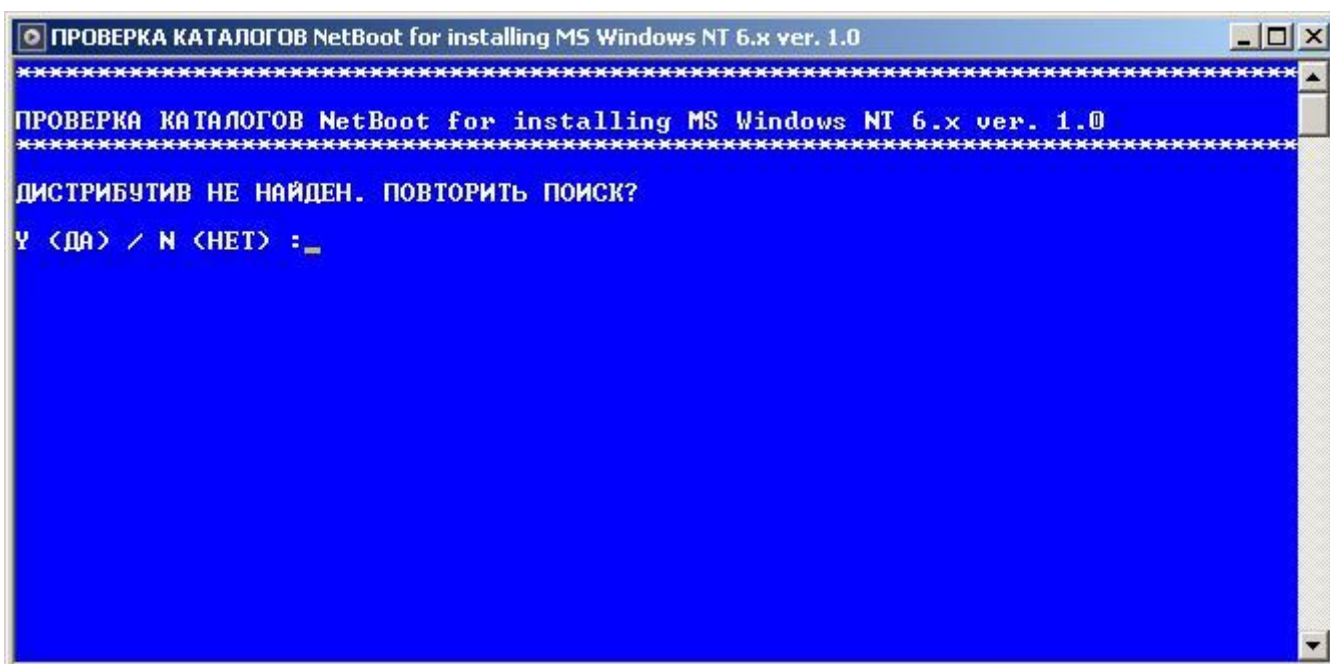 ПРОВЕРКА КАТАЛОГОВ NetBoot for installing MS Windows NT 6.x ver. 1.0
********************************************************************************
ПРОВЕРКА КАТАЛОГОВ NetBoot for installing MS Windows NT 6.x ver. 1.0
********************************************************************************
ДИСТРИБУТИВ НЕ НАЙДЕН. ПОВТОРИТЬ ПОИСК?
Y (ДА) / N (НЕТ) :_